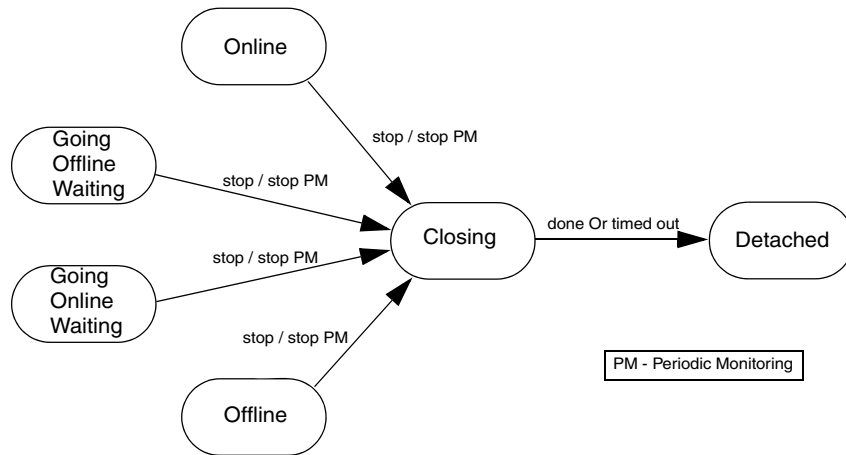 Online
stop / stop PM
Going
Offline
Waiting
stop / stop PM
Closing
done Or timed out
Detached
stop / stop PM
Going
Online
Waiting
stop / stop PM
PM - Periodic Monitoring
Offline